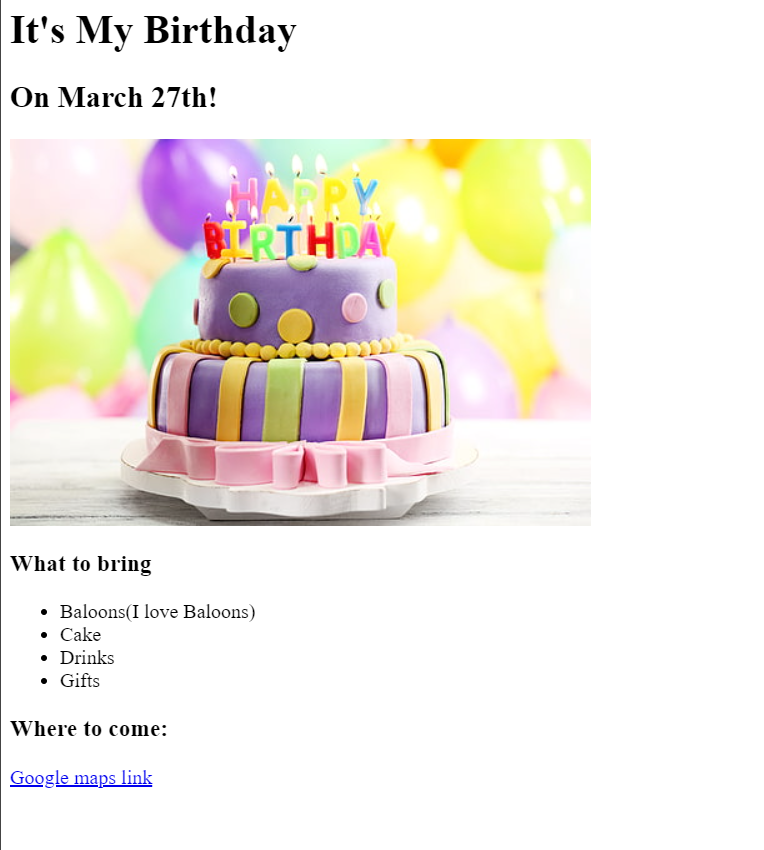 It's My Birthday
On March 27th!
HAPPY
BIRTHDAY
What to bring
Baloons(I love Baloons)
Cake
Drinks
Gifts
Where to come:
Google maps link